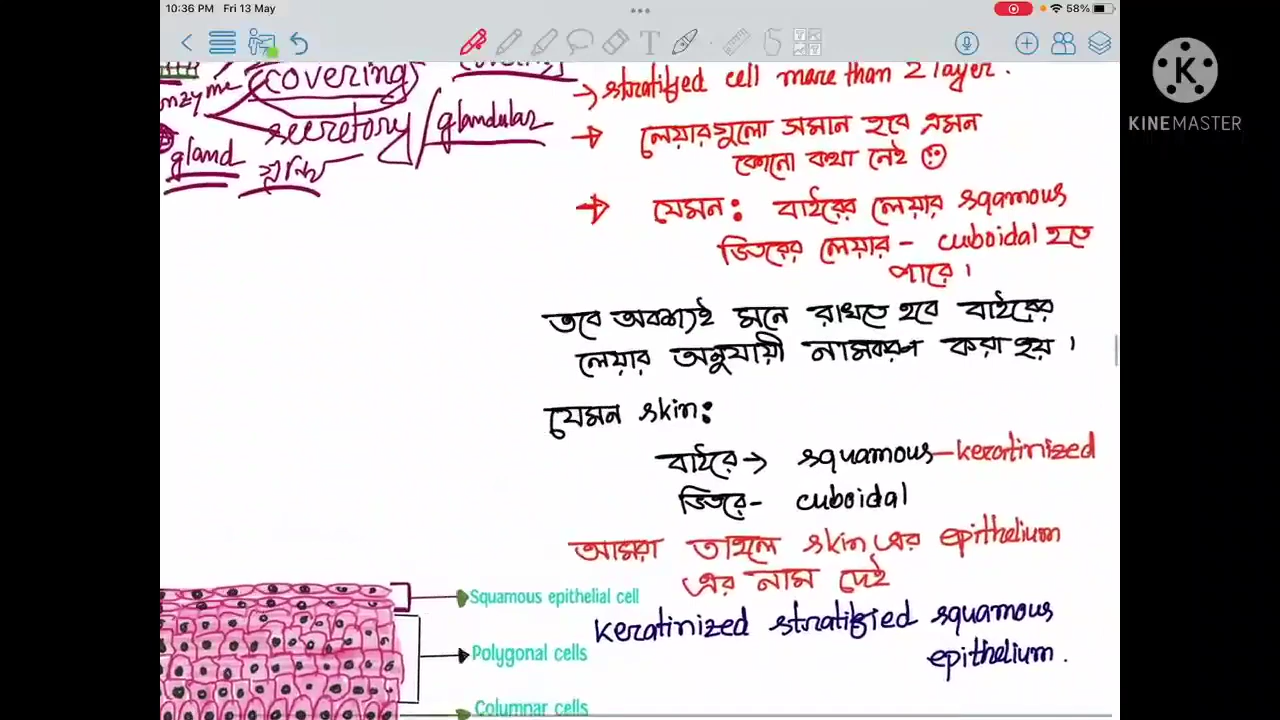 10:36 PM Fri 13 May
58%
K
KINEMASTER
covering
secretory / glandular
gland
→ stratified cell more than 2 layer.
→ লেয়ারগুলো সমান হবে এমন
কোনো কথা নেই
→ যেমন: বাইরের লেয়ার sqamous
ভিতরের লেয়ার - cuboidal হতে
পারে।
তবে অবশ্যই মনে রাখতে হবে বাইরের
লেয়ার অনুযায়ী নামকরণ করা হয়।
যেমন skin:
বাইরে → squamous - keratinized
ভিতরে - cuboidal
আমরা তাহলে skin এর epithelium
এর নাম দেই
keratinized stratified squamous
epithelium.
Squamous epithelial cell
Polygonal cells
Columnar cells